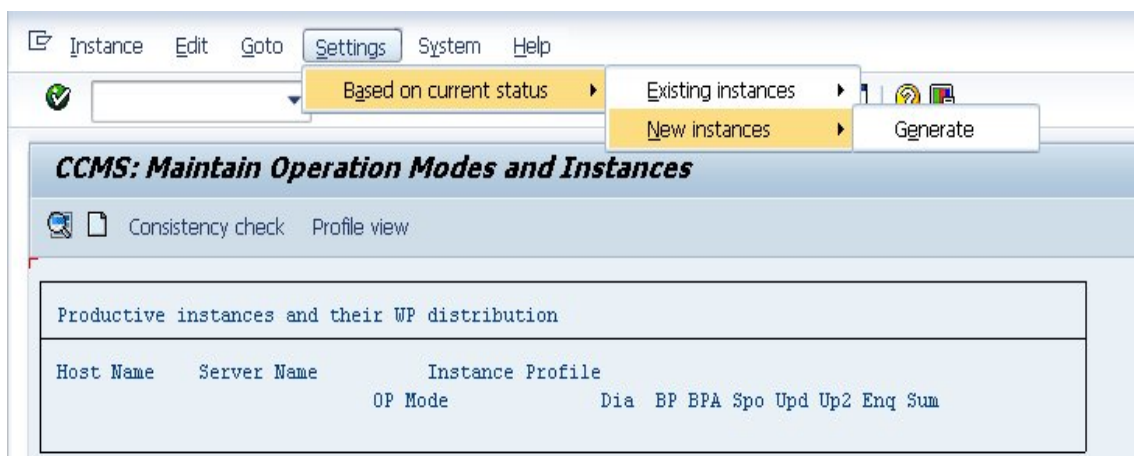 Instance Edit Goto Settings System Help
Based on current status Existing instances
New instances Generate
CCMS: Maintain Operation Modes and Instances
Consistency check Profile view
Productive instances and their WP distribution
Host Name Server Name Instance Profile
OP Mode Dia BP BPA Spo Upd Up2 Enq Sum